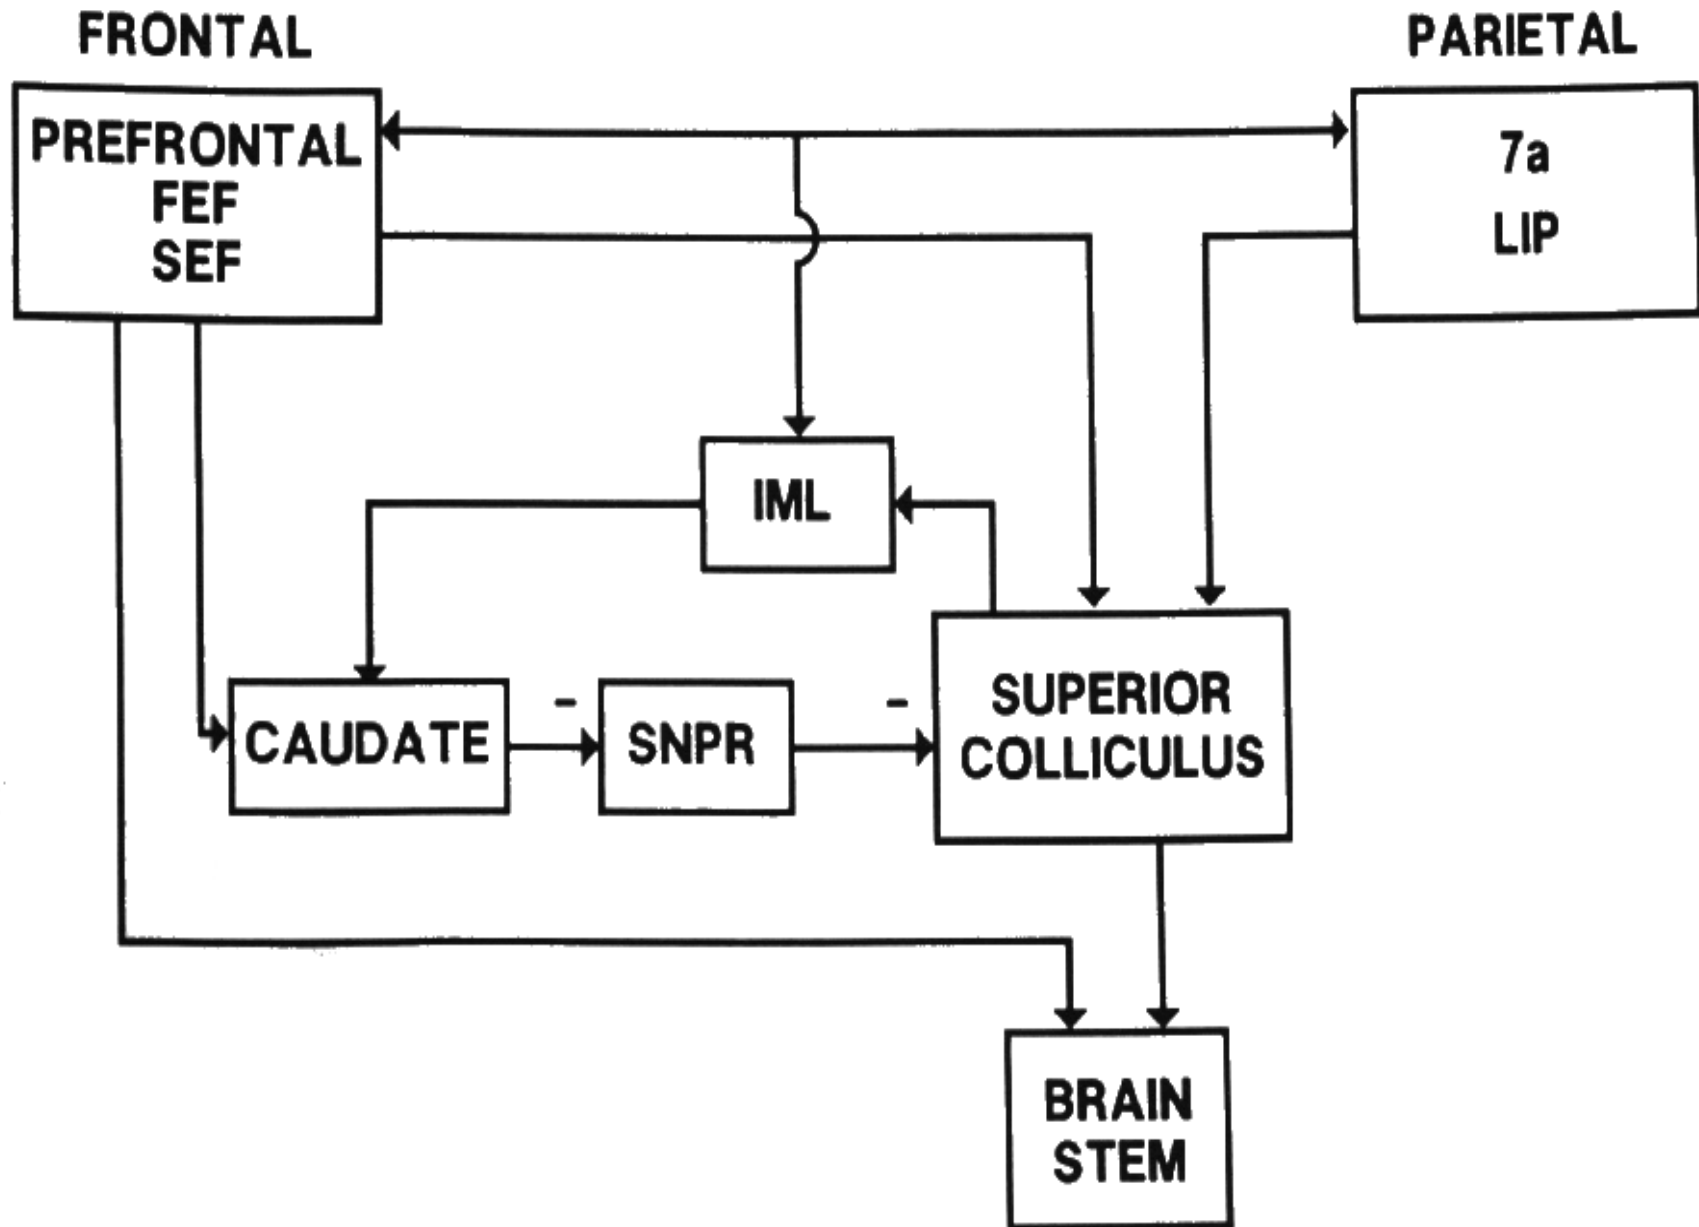 FRONTAL
PARIETAL
PREFRONTAL
FEF
SEF
7a
LIP
IML
CAUDATE
-
SNPR
-
SUPERIOR
COLLICULUS
BRAIN
STEM